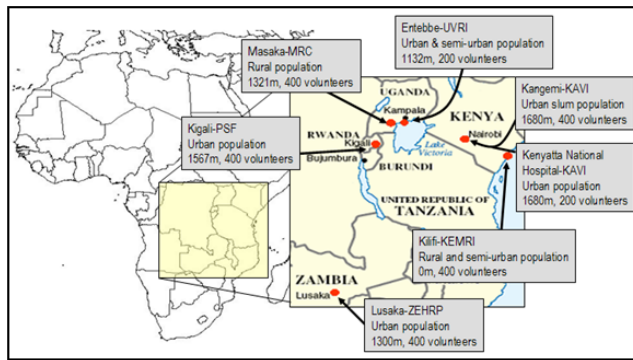 Entebbe-UVRI
Urban & semi-urban population
1132m, 200 volunteers
Masaka-MRC
Rural population
1321m, 400 volunteers
Kangemi-KAVI
Urban slum population
1680m, 400 volunteers
Kigali-PSF
Urban population
1567m, 400 volunteers
Kenyatta National
Hospital-KAVI
Urban population
1680m, 200 volunteers
Kilifi-KEMRI
Rural and semi-urban population
0m, 400 volunteers
Lusaka-ZEHRP
Urban population
1300m, 400 volunteers
UGANDA
Kampala
KENYA
Nairobi
RWANDA
Kigali
Lake
Victoria
Bujumbura
BURUNDI
UNITED REPUBLIC OF
TANZANIA
ZAMBIA
Lusaka